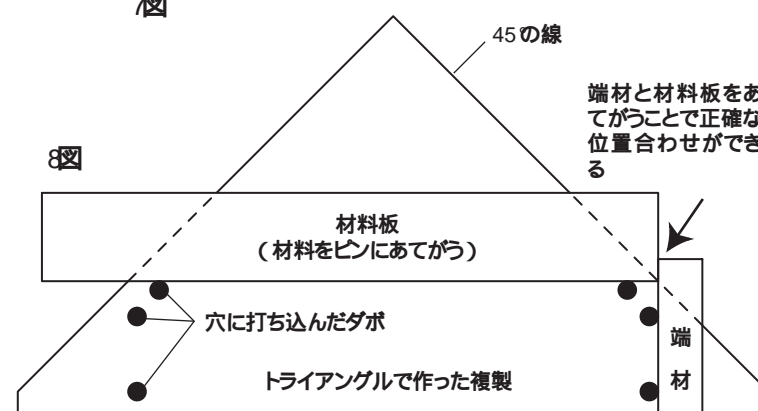 7図
45°の線
端材と材料板をあ
てがうことで正確な
位置合わせができ
る
8図
材料板
(材料をピンにあてがう)
穴に打ち込んだダボ
端
材
トライアングルで作った複製